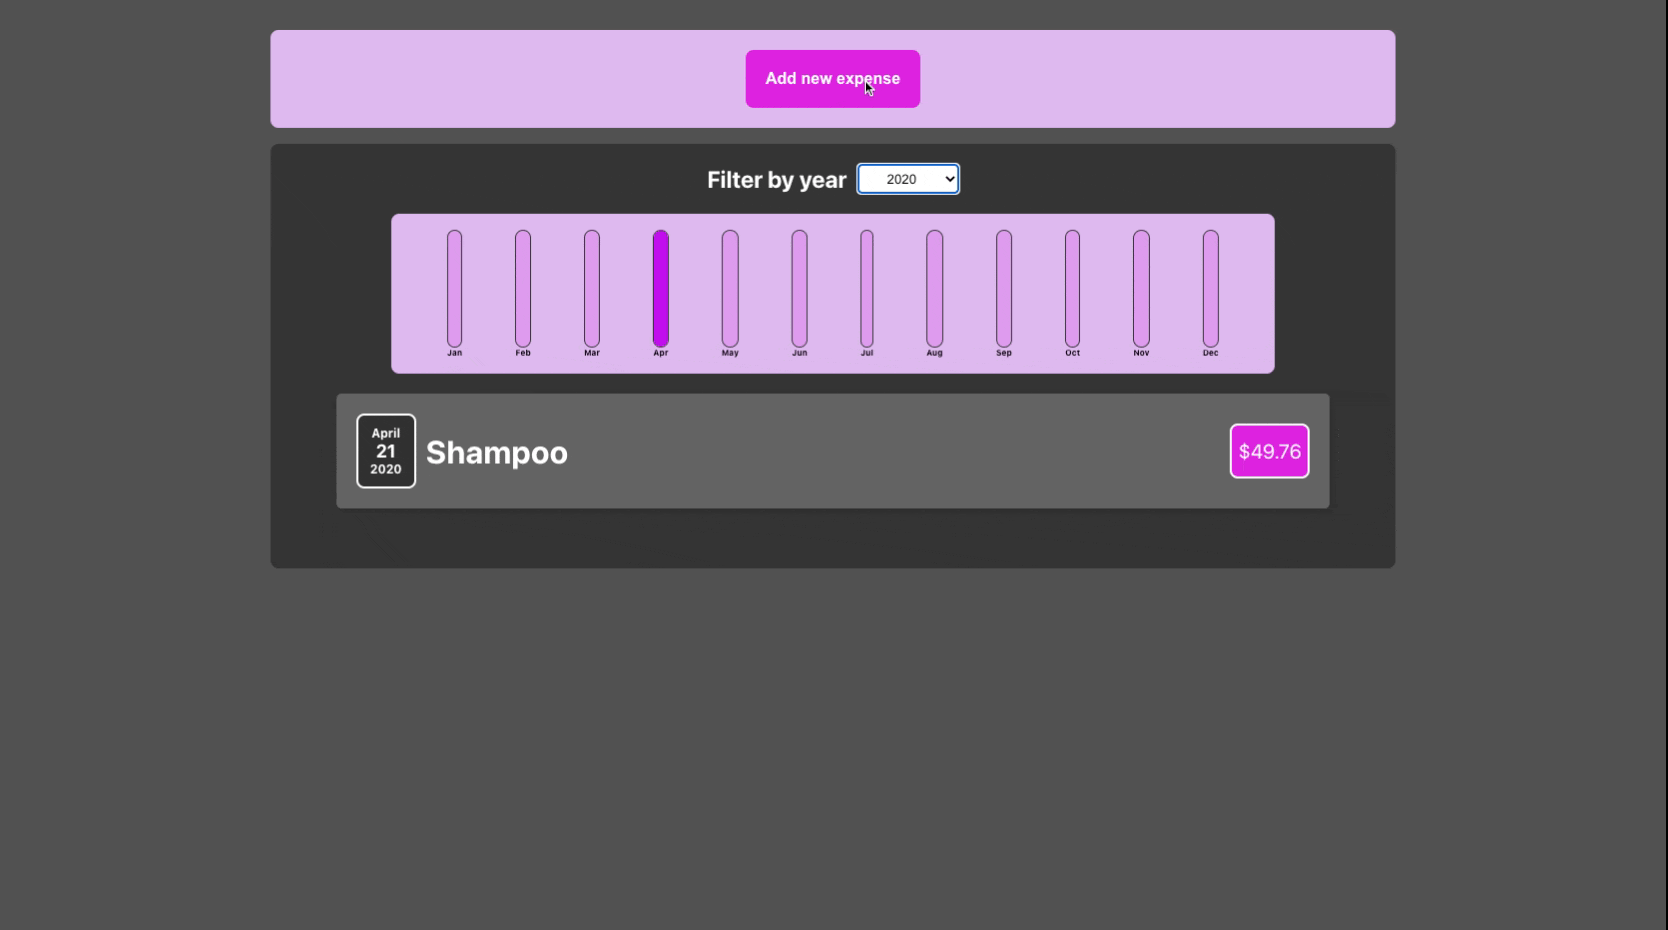 Add new expense
Filter by year 2020
Jan Feb Mar Apr May Jun Jul Aug Sep Oct Nov Dec
April
21
2020
Shampoo
$49.76